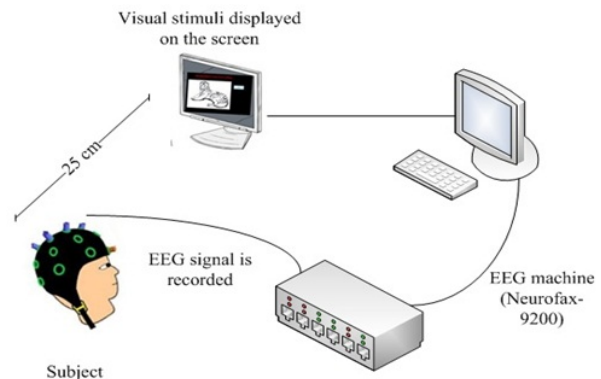 Visual stimuli displayed
on the screen
25 cm
EEG signal is
recorded
EEG machine
(Neurofax-
9200)
Subject